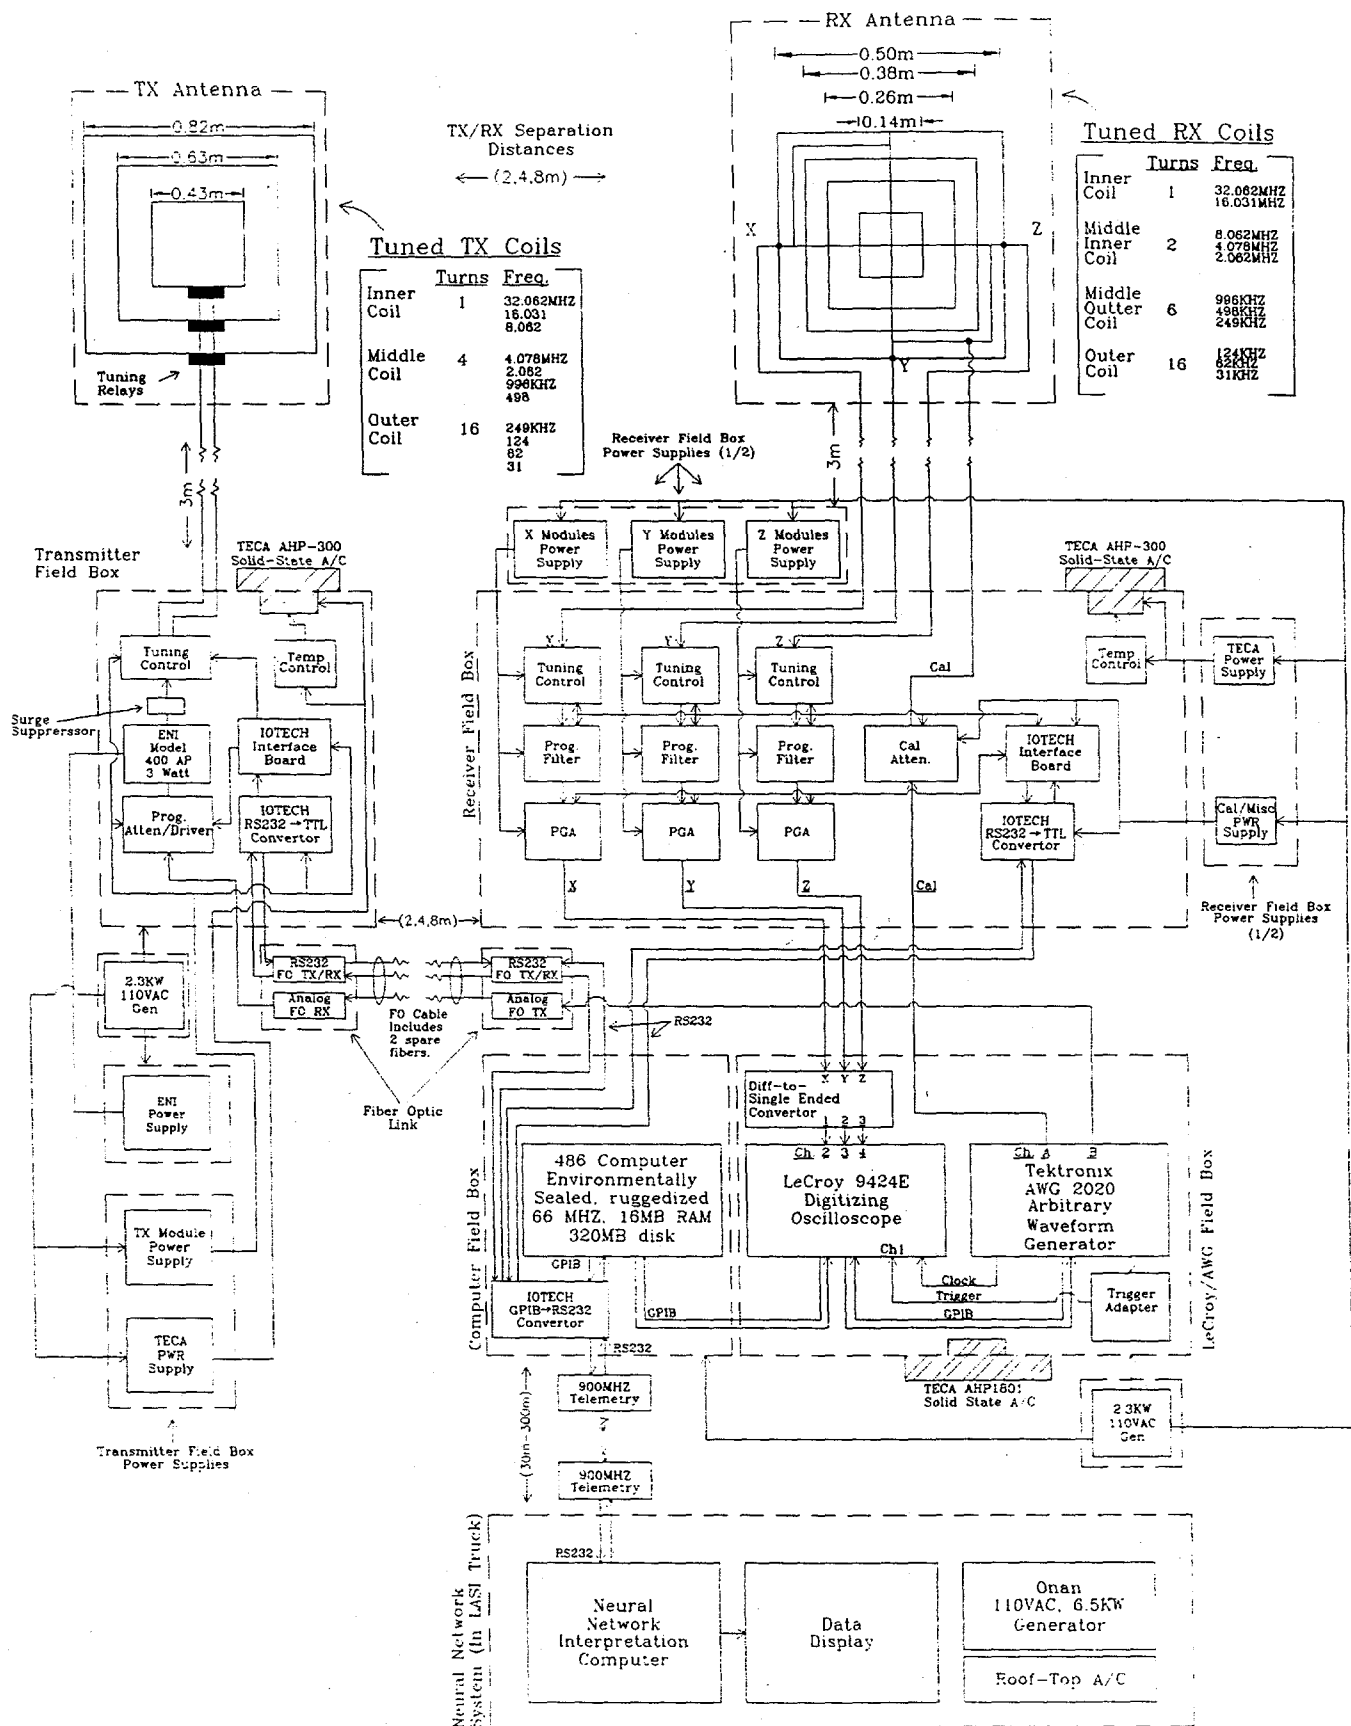 RX Antenna
0.50m
0.38m
0.26m
0.14m
TX Antenna
0.82m
0.63m
0.43m
TX/RX Separation
Distances
(2,4,8m)
Tuned RX Coils
Turns Freq.
Inner
Coil
1
32.062MHZ
16.031MHZ
Middle
Inner
Coil
2
8.062MHZ
4.078MHZ
2.062MHZ
Middle
Outter
Coil
6
996KHZ
498KHZ
249KHZ
Outer
Coil
16
124KHZ
62KHZ
31KHZ
X
Z
Y
Tuned TX Coils
Turns Freq.
Inner
Coil
1
32.062MHZ
16.031
8.062
Middle
Coil
4
4.078MHZ
2.062
996KHZ
498
Outer
Coil
16
249KHZ
124
62
31
Tuning
Relays
3m
3m
Receiver Field Box
Power Supplies (1/2)
X Modules
Power
Supply
Y Modules
Power
Supply
Z Modules
Power
Supply
Transmitter
Field Box
TECA AHP-300
Solid-State A/C
TECA AHP-300
Solid-State A/C
Tuning
Control
Temp
Control
Surge
Supprerssor
ENI
Model
400 AP
3 Watt
IOTECH
Interface
Board
Prog.
Atten/Driver
IOTECH
RS232→TTL
Convertor
Receiver Field Box
X
Y
Z
Tuning
Control
Tuning
Control
Tuning
Control
Cal
Temp
Control
TECA
Power
Supply
Prog.
Filter
Prog.
Filter
Prog.
Filter
Cal
Atten.
IOTECH
Interface
Board
PGA
PGA
PGA
IOTECH
RS232→TTL
Convertor
Cal/Misc
PWR
Supply
X
Y
Z
Cal
Receiver Field Box
Power Supplies
(1/2)
(2,4,8m)
2.3KW
110VAC
Gen
RS232
FO TX/RX
Analog
FO RX
FO Cable
Includes
2 spare
fibers.
RS232
FO TX/RX
Analog
FO TX
RS232
Fiber Optic
Link
ENI
Power
Supply
TX Module
Power
Supply
TECA
PWR
Supply
Transmitter Field Box
Power Supplies
Computer Field Box
X Y Z
Diff-to-
Single Ended
Convertor
1 2 3
486 Computer
Environmentally
Sealed, ruggedized
66 MHZ, 16MB RAM
320MB disk
Ch 2 3 4
LeCroy 9424E
Digitizing
Oscilloscope
Ch1
Ch A B
Tektronix
AWG 2020
Arbitrary
Waveform
Generator
LeCroy/AWG Field Box
GPIB
IOTECH
GPIB→RS232
Convertor
GPIB
Clock
Trigger
GPIB
Trigger
Adapter
RS232
TECA AHP1801
Solid State A/C
2.3KW
110VAC
Gen
900MHZ
Telemetry
(30m-300m)
900MHZ
Telemetry
RS232
Neural Network
System (In LASI Truck)
Neural
Network
Interpretation
Computer
Data
Display
Onan
110VAC, 6.5KW
Generator
Roof-Top A/C